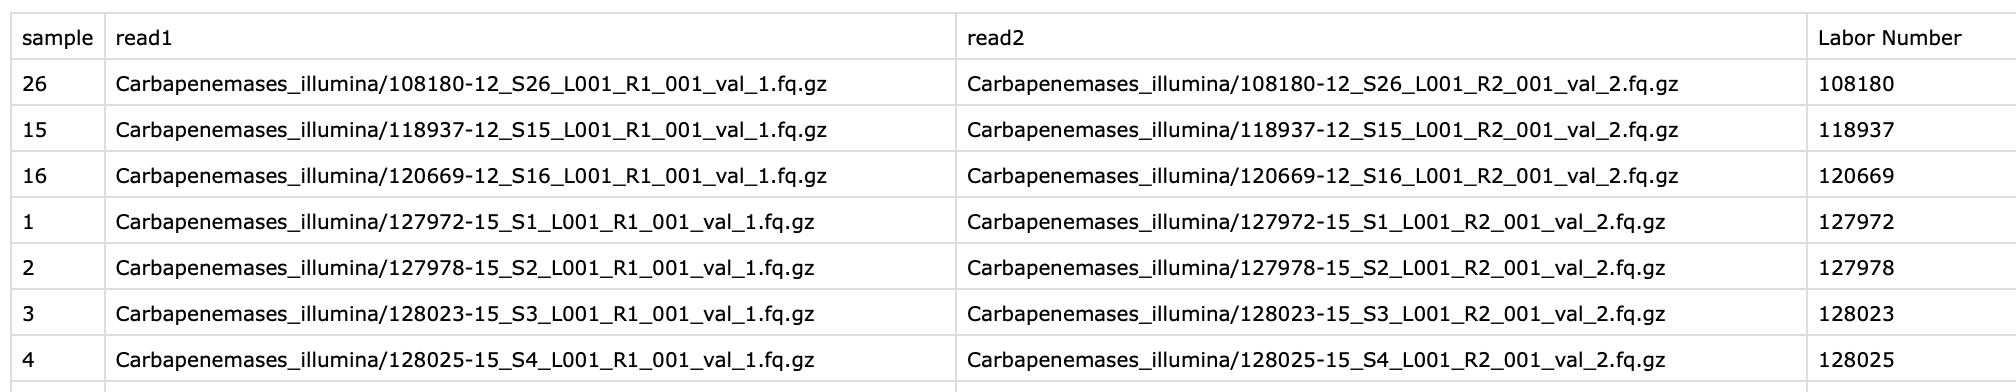 sample read1 read2 Labor Number
26 Carbapenemases_illumina/108180-12_S26_L001_R1_001_val_1.fq.gz Carbapenemases_illumina/108180-12_S26_L001_R2_001_val_2.fq.gz 108180
15 Carbapenemases_illumina/118937-12_S15_L001_R1_001_val_1.fq.gz Carbapenemases_illumina/118937-12_S15_L001_R2_001_val_2.fq.gz 118937
16 Carbapenemases_illumina/120669-12_S16_L001_R1_001_val_1.fq.gz Carbapenemases_illumina/120669-12_S16_L001_R2_001_val_2.fq.gz 120669
1 Carbapenemases_illumina/127972-15_S1_L001_R1_001_val_1.fq.gz Carbapenemases_illumina/127972-15_S1_L001_R2_001_val_2.fq.gz 127972
2 Carbapenemases_illumina/127978-15_S2_L001_R1_001_val_1.fq.gz Carbapenemases_illumina/127978-15_S2_L001_R2_001_val_2.fq.gz 127978
3 Carbapenemases_illumina/128023-15_S3_L001_R1_001_val_1.fq.gz Carbapenemases_illumina/128023-15_S3_L001_R2_001_val_2.fq.gz 128023
4 Carbapenemases_illumina/128025-15_S4_L001_R1_001_val_1.fq.gz Carbapenemases_illumina/128025-15_S4_L001_R2_001_val_2.fq.gz 128025